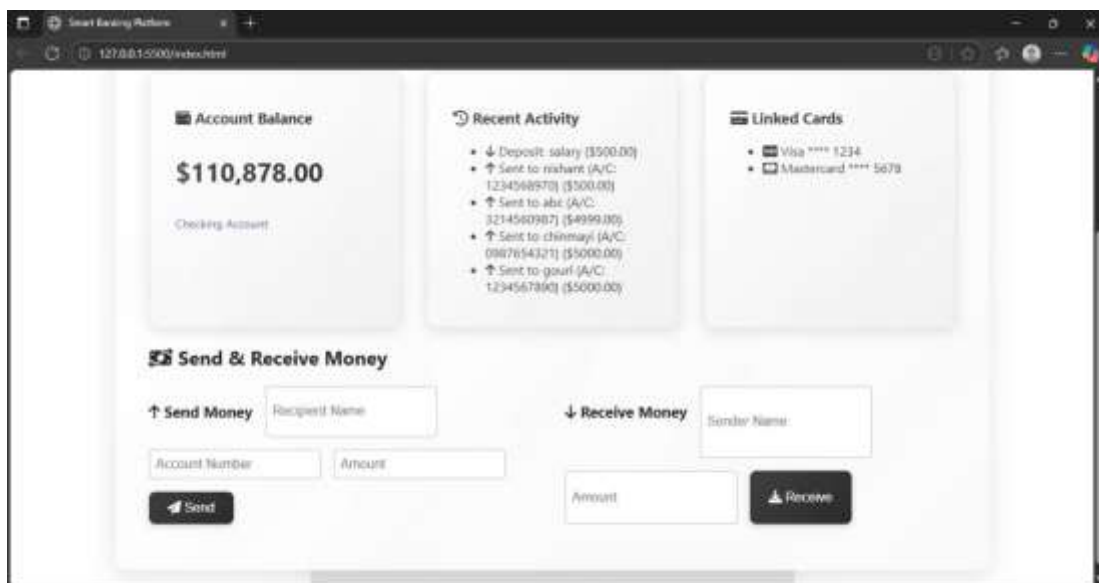 Smart Banking Platform
127.0.0.1:5500/index.html
Account Balance
$110,878.00
Checking Account
Recent Activity
↓ Deposit: salary ($500.00)
↑ Sent to nishant (A/C:
1234568970) ($500.00)
↑ Sent to abc (A/C:
3214560987) ($4999.00)
↑ Sent to chinmayi (A/C:
0987654321) ($5000.00)
↑ Sent to gouri (A/C:
1234567890) ($5000.00)
Linked Cards
Visa **** 1234
Mastercard **** 5678
Send & Receive Money
↑ Send Money
Recipient Name
Account Number
Amount
Send
↓ Receive Money
Sender Name
Amount
Receive